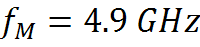 f_M = 4.9 GHz